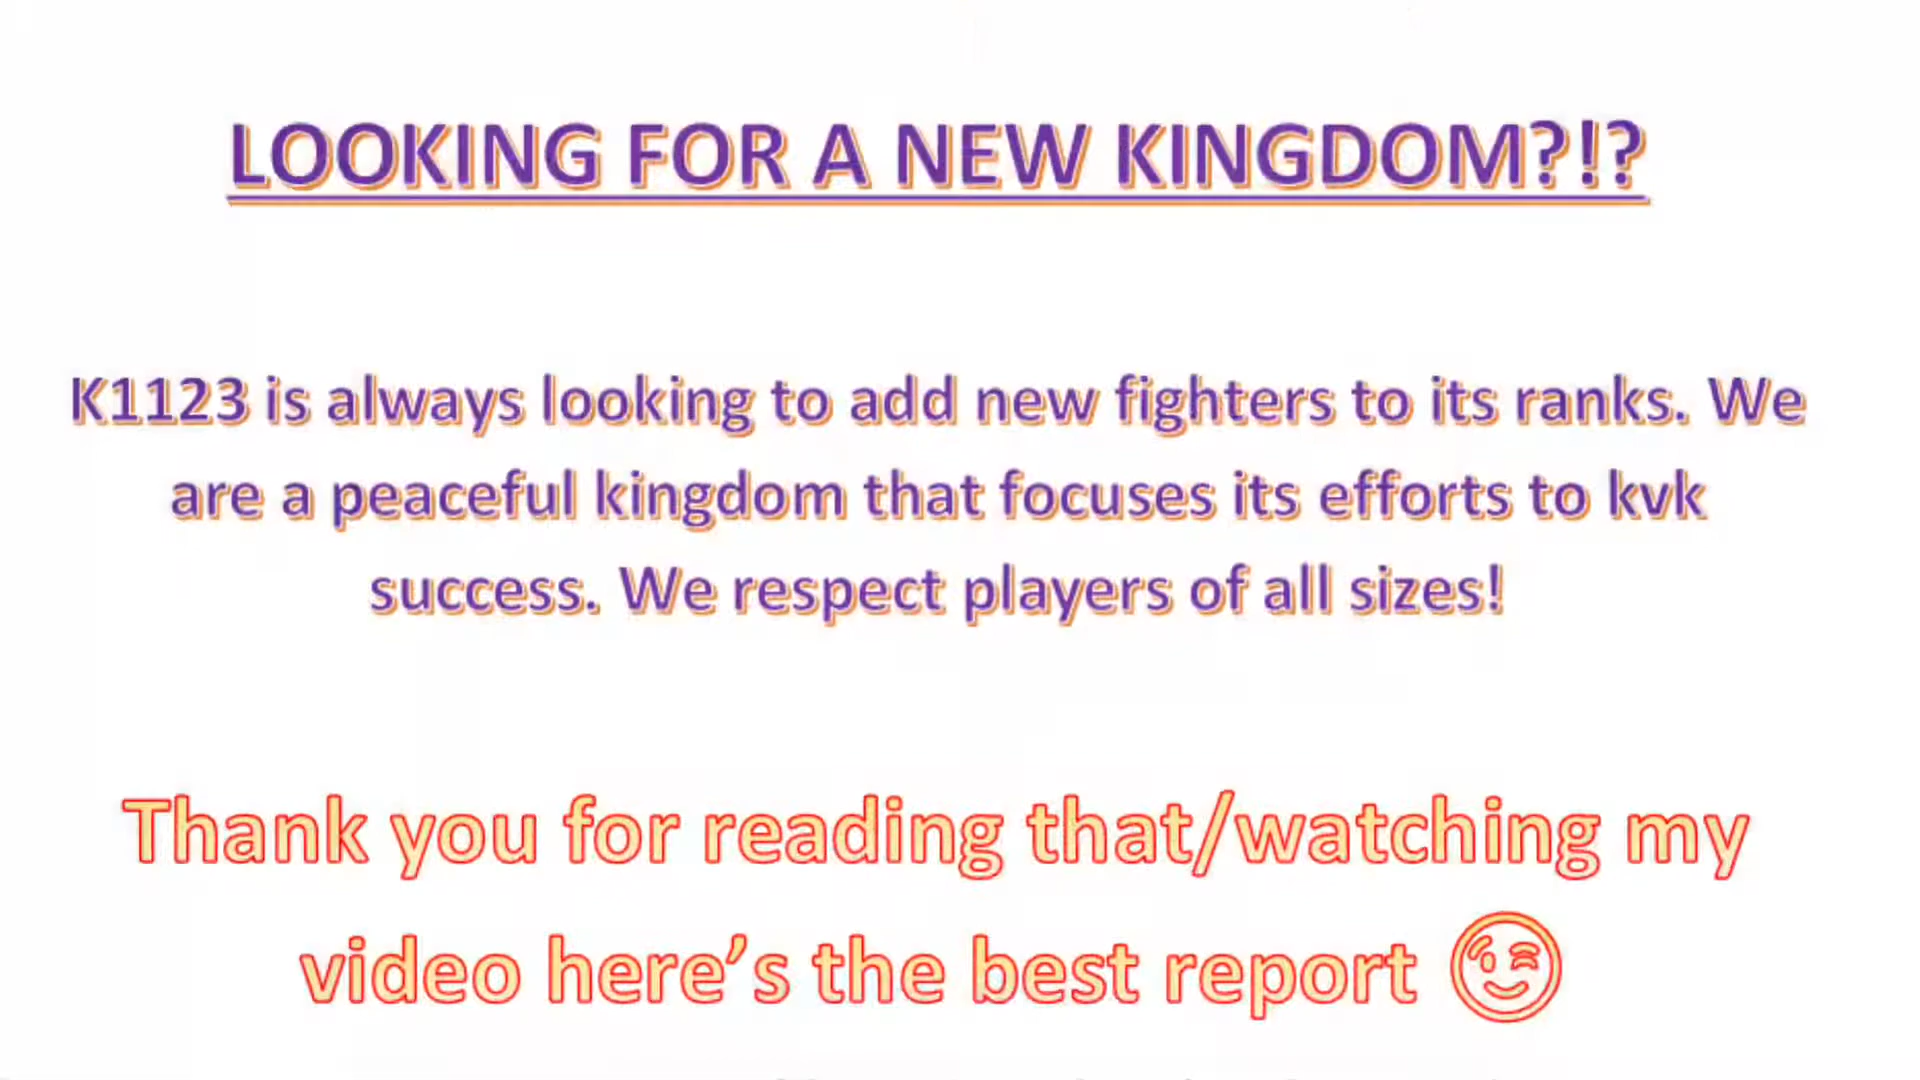 LOOKING FOR A NEW KINGDOM?!?
K1123 is always looking to add new fighters to its ranks. We
are a peaceful kingdom that focuses its efforts to kvk
success. We respect players of all sizes!
Thank you for reading that/watching my
video here’s the best report 😉